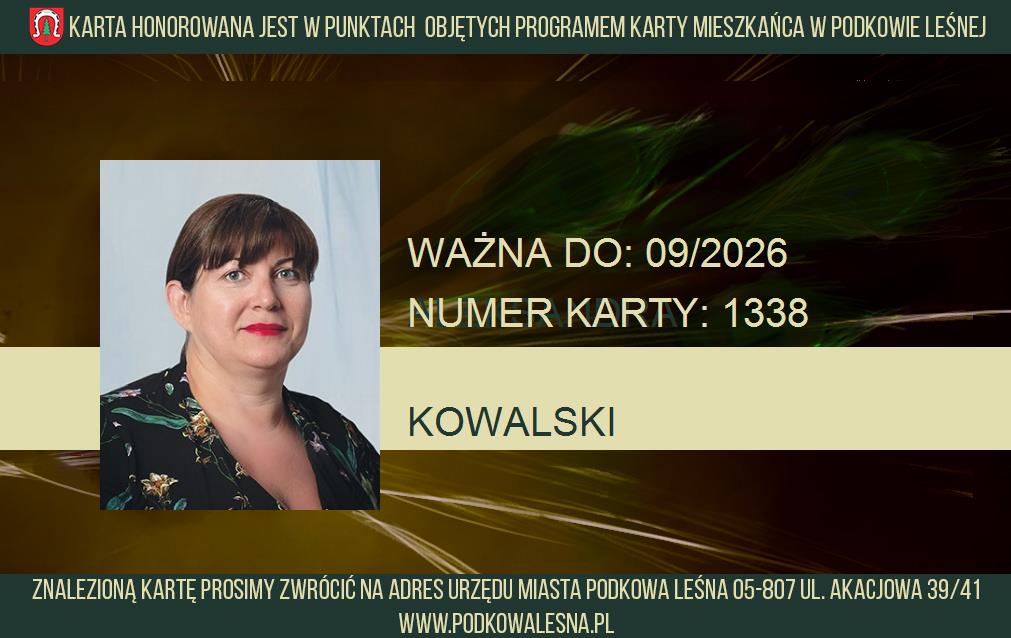 KARTA HONOROWANA JEST W PUNKTACH OBJĘTYCH PROGRAMEM KARTY MIESZKAŃCA W PODKOWIE LEŚNEJ
WAŻNA DO: 09/2026
NUMER KARTY: 1338
KOWALSKI
ZNALEZIONĄ KARTĘ PROSIMY ZWRÓCIĆ NA ADRES URZĘDU MIASTA PODKOWA LEŚNA 05-807 UL. AKACJOWA 39/41
WWW.PODKOWALESNA.PL